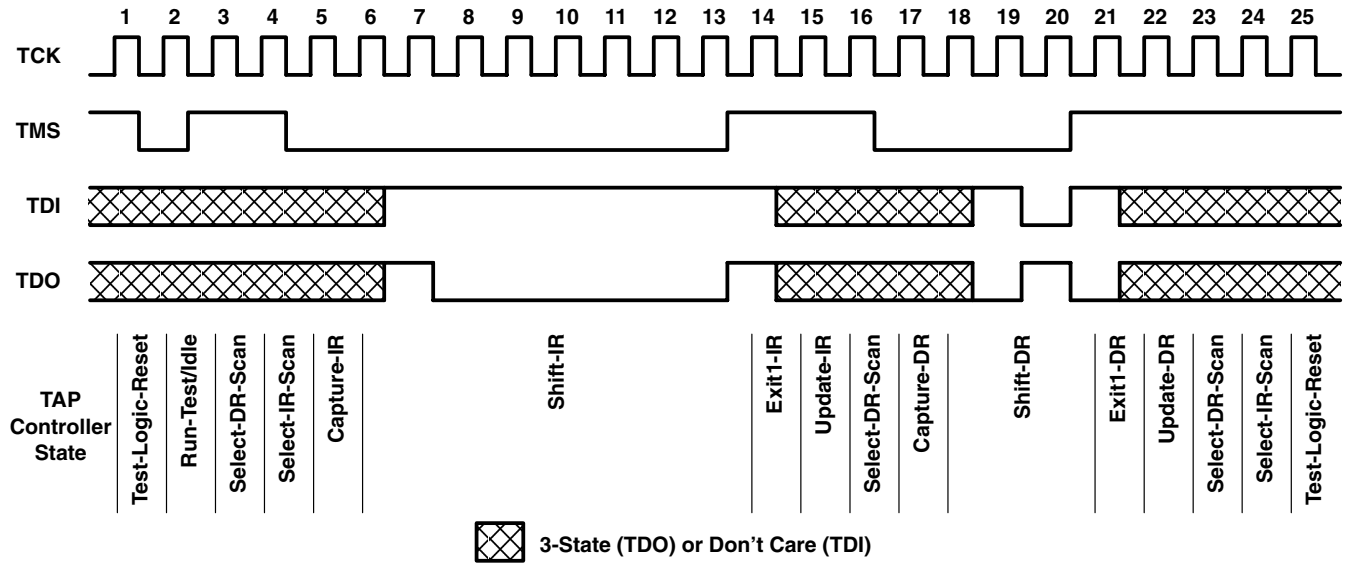 1 2 3 4 5 6 7 8 9 10 11 12 13 14 15 16 17 18 19 20 21 22 23 24 25
TCK
TMS
TDI
TDO
TAP
Controller
State
Test-Logic-Reset
Run-Test/Idle
Select-DR-Scan
Select-IR-Scan
Capture-IR
Shift-IR
Exit1-IR
Update-IR
Select-DR-Scan
Capture-DR
Shift-DR
Exit1-DR
Update-DR
Select-DR-Scan
Select-IR-Scan
Test-Logic-Reset
3-State (TDO) or Don't Care (TDI)